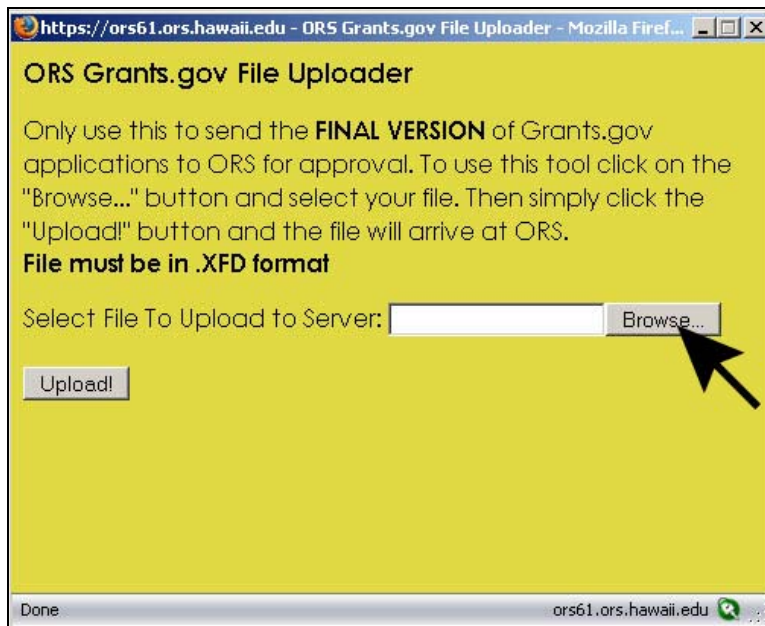 https://ors61.ors.hawaii.edu - ORS Grants.gov File Uploader - Mozilla Firef...
ORS Grants.gov File Uploader
Only use this to send the FINAL VERSION of Grants.gov
applications to ORS for approval. To use this tool click on the
"Browse..." button and select your file. Then simply click the
"Upload!" button and the file will arrive at ORS.
File must be in .XFD format
Select File To Upload to Server: Browse...
Upload!
Done ors61.ors.hawaii.edu